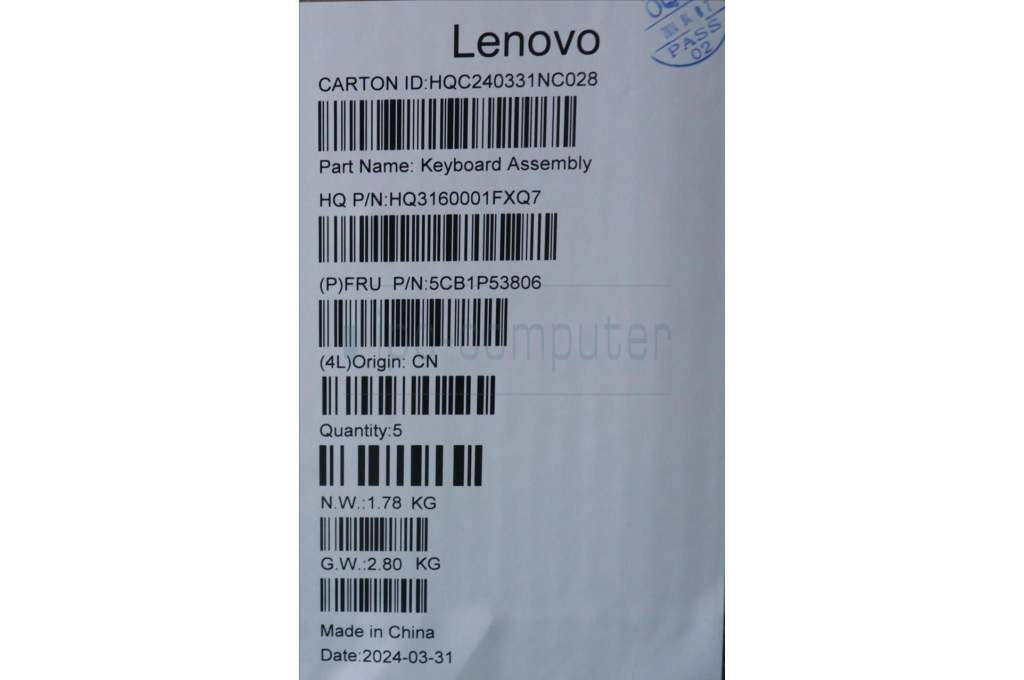 Lenovo
PASS
02
CARTON ID:HQC240331NC028
Part Name: Keyboard Assembly
HQ P/N:HQ3160001FXQ7
(P)FRU P/N:5CB1P53806
computer
(4L)Origin: CN
Quantity:5
N.W.:1.78 KG
G.W.:2.80 KG
Made in China
Date:2024-03-31